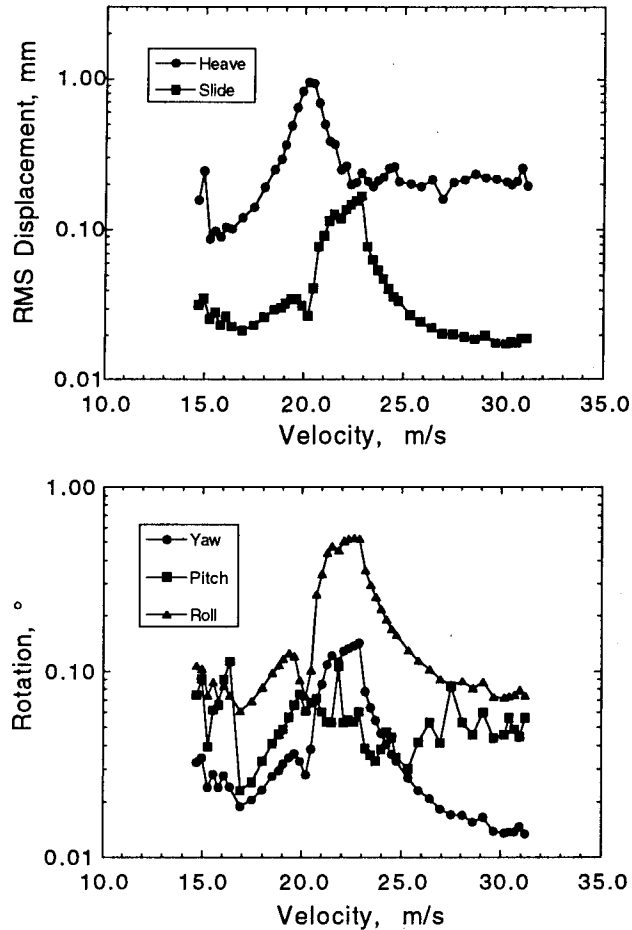 1.00
Heave
Slide
0.10
0.01
RMS Displacement, mm
10.0 15.0 20.0 25.0 30.0 35.0
Velocity, m/s
1.00
Yaw
Pitch
Roll
0.10
0.01
Rotation, °
10.0 15.0 20.0 25.0 30.0 35.0
Velocity, m/s